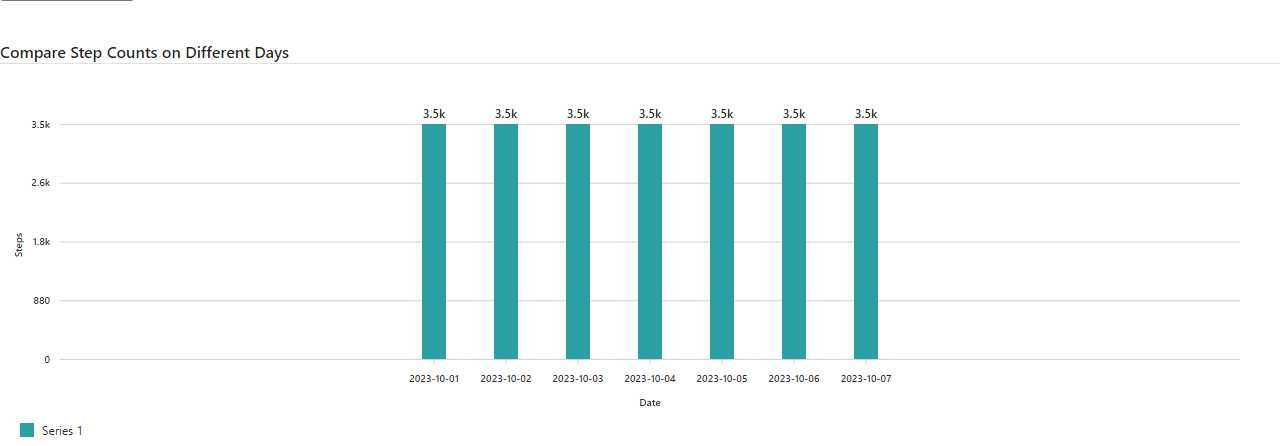 Compare Step Counts on Different Days
3.5k 3.5k 3.5k 3.5k 3.5k 3.5k 3.5k
3.5k
2.6k
1.8k
880
0
Steps
2023-10-01 2023-10-02 2023-10-03 2023-10-04 2023-10-05 2023-10-06 2023-10-07
Date
Series 1